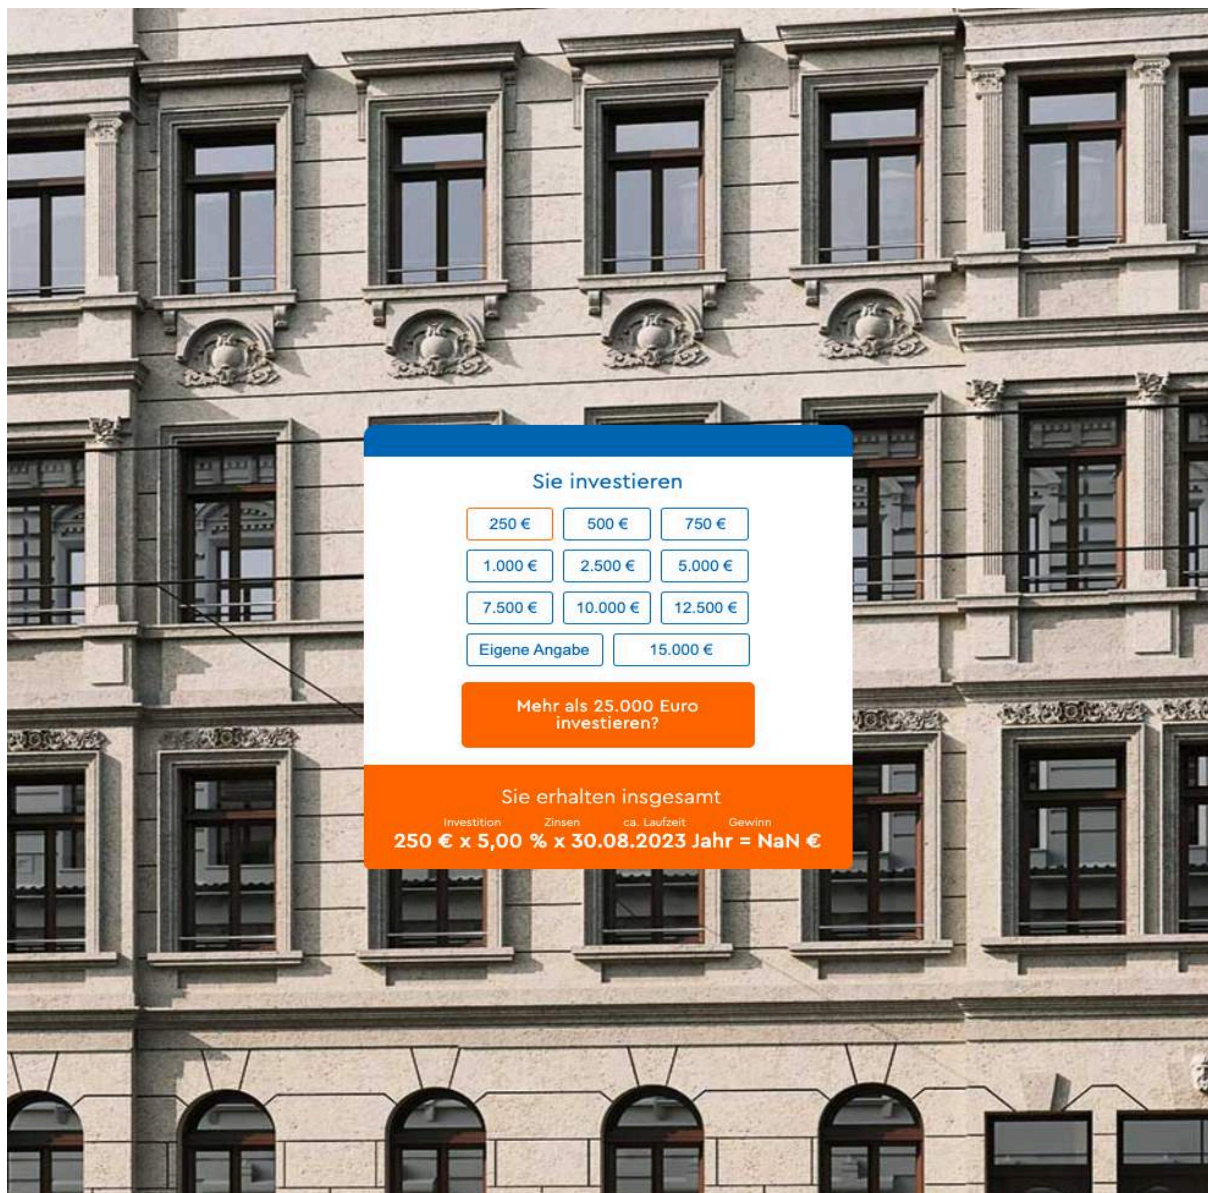 Sie investieren
250 € 500 € 750 €
1.000 € 2.500 € 5.000 €
7.500 € 10.000 € 12.500 €
Eigene Angabe 15.000 €
Mehr als 25.000 Euro
investieren?
Sie erhalten insgesamt
Investition Zinsen ca. Laufzeit Gewinn
250 € x 5,00 % x 30.08.2023 Jahr = NaN €